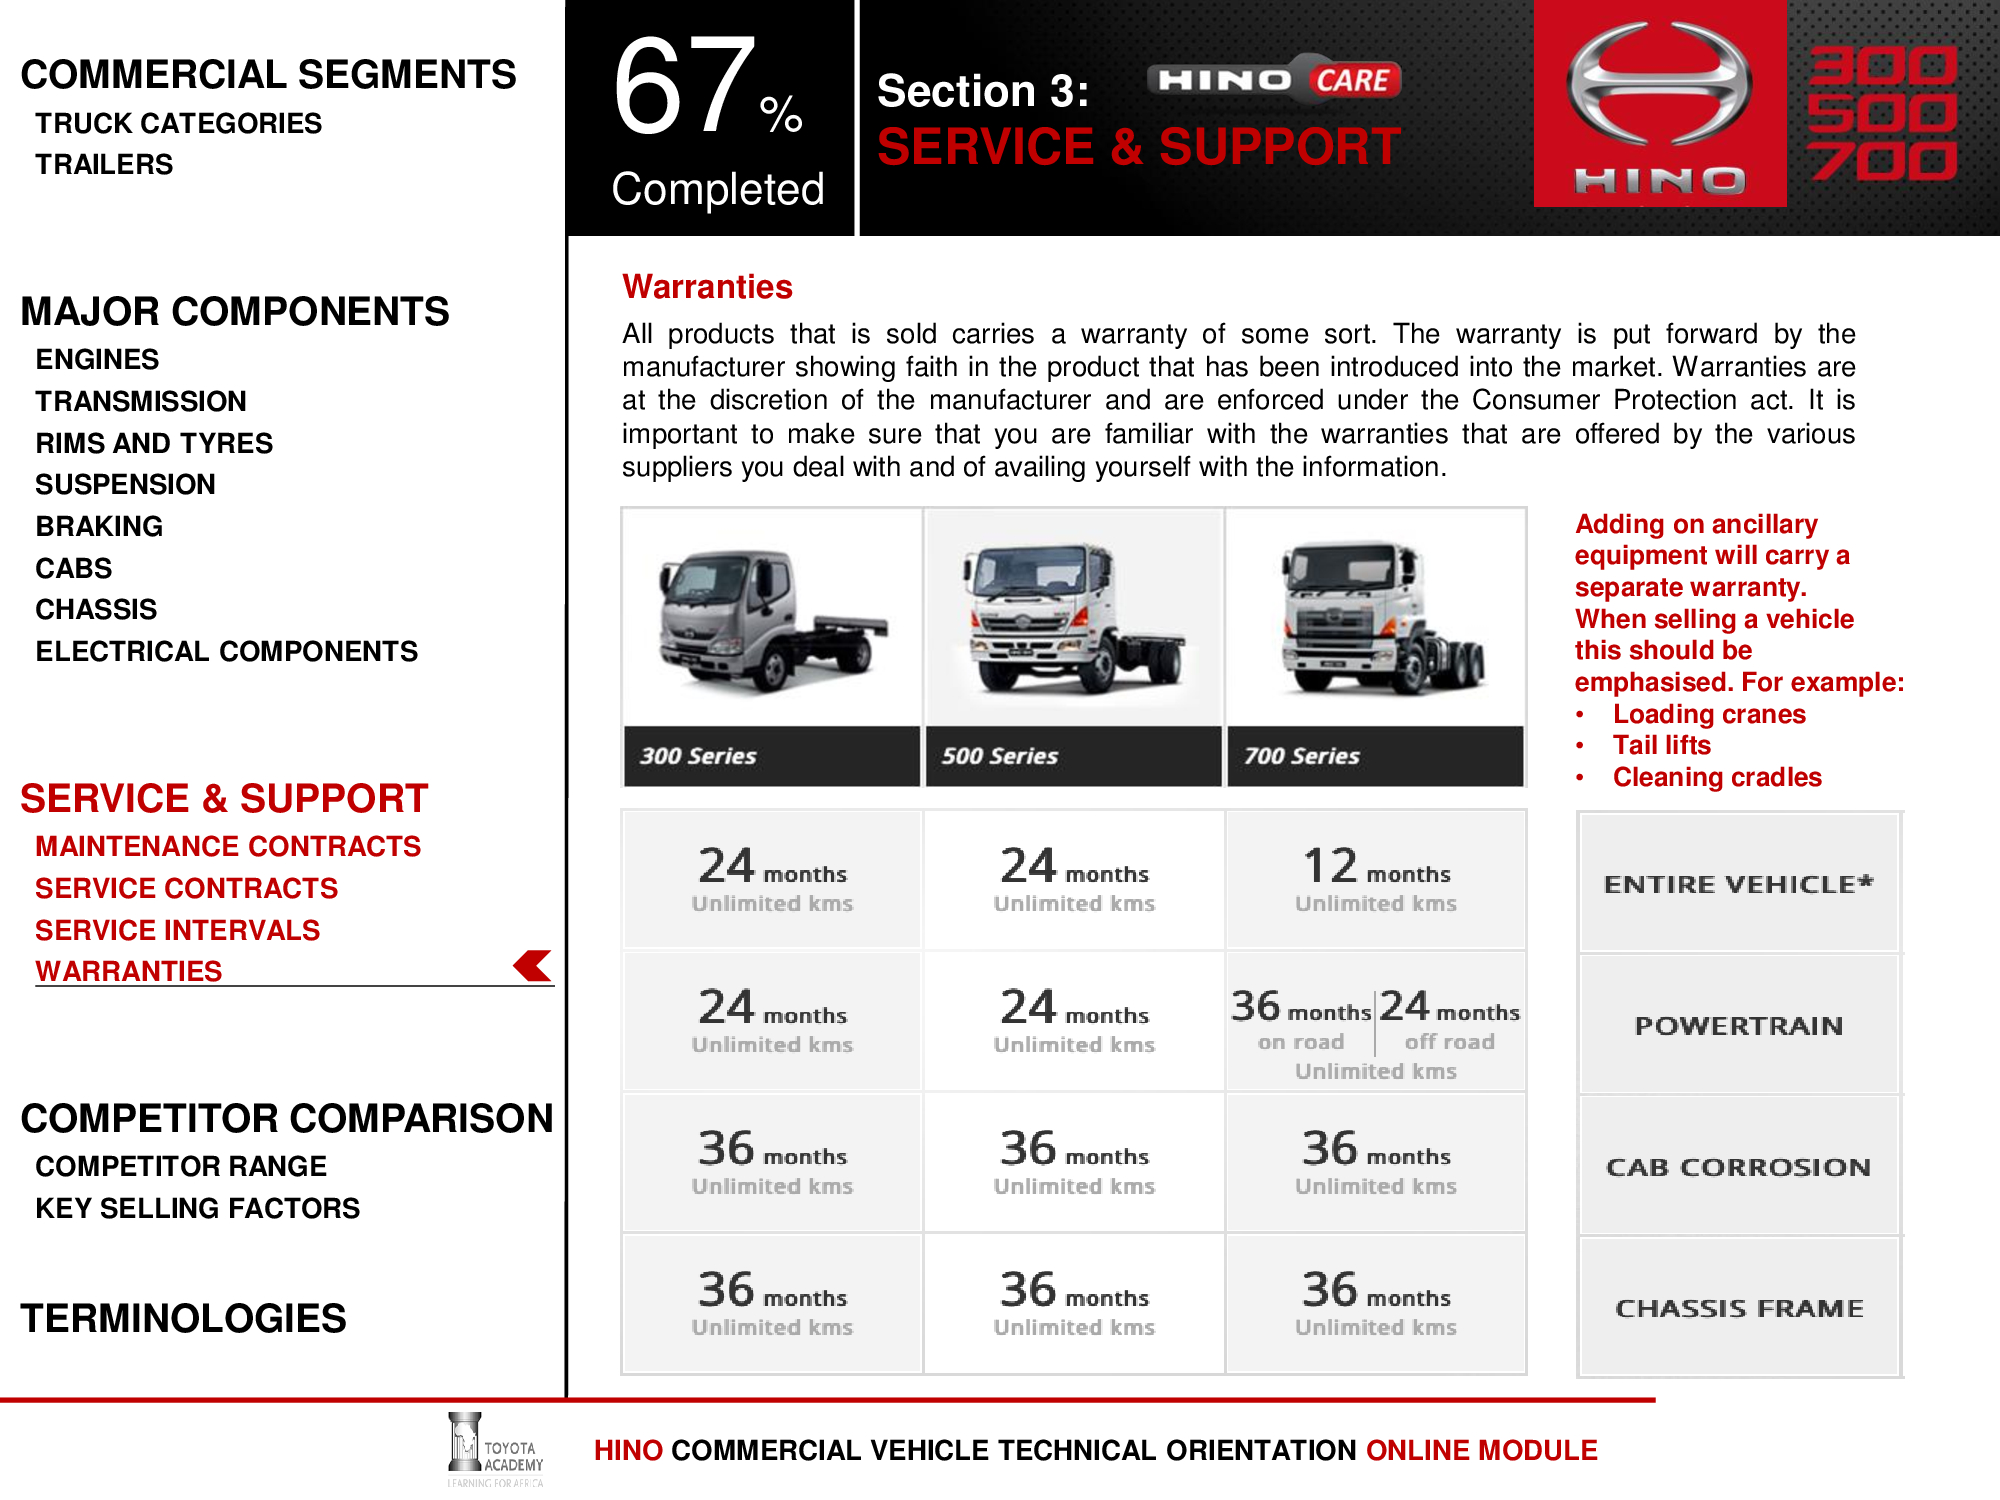 COMMERCIAL SEGMENTS
TRUCK CATEGORIES
TRAILERS
MAJOR COMPONENTS
ENGINES
TRANSMISSION
RIMS AND TYRES
SUSPENSION
BRAKING
CABS
CHASSIS
ELECTRICAL COMPONENTS
SERVICE & SUPPORT
MAINTENANCE CONTRACTS
SERVICE CONTRACTS
SERVICE INTERVALS
WARRANTIES
COMPETITOR COMPARISON
COMPETITOR RANGE
KEY SELLING FACTORS
TERMINOLOGIES
67%
Completed
Section 3:
HINO CARE
SERVICE & SUPPORT
HINO
300
500
700
Warranties
All products that is sold carries a warranty of some sort. The warranty is put forward by the
manufacturer showing faith in the product that has been introduced into the market. Warranties are
at the discretion of the manufacturer and are enforced under the Consumer Protection act. It is
important to make sure that you are familiar with the warranties that are offered by the various
suppliers you deal with and of availing yourself with the information.
300 Series
500 Series
700 Series
Adding on ancillary
equipment will carry a
separate warranty.
When selling a vehicle
this should be
emphasised. For example:
• Loading cranes
• Tail lifts
• Cleaning cradles
24 months
Unlimited kms
24 months
Unlimited kms
12 months
Unlimited kms
ENTIRE VEHICLE*
24 months
Unlimited kms
24 months
Unlimited kms
36 months
on road
24 months
off road
Unlimited kms
POWERTRAIN
36 months
Unlimited kms
36 months
Unlimited kms
36 months
Unlimited kms
CAB CORROSION
36 months
Unlimited kms
36 months
Unlimited kms
36 months
Unlimited kms
CHASSIS FRAME
TOYOTA
ACADEMY
LEARNING FOR AFRICA
HINO COMMERCIAL VEHICLE TECHNICAL ORIENTATION ONLINE MODULE